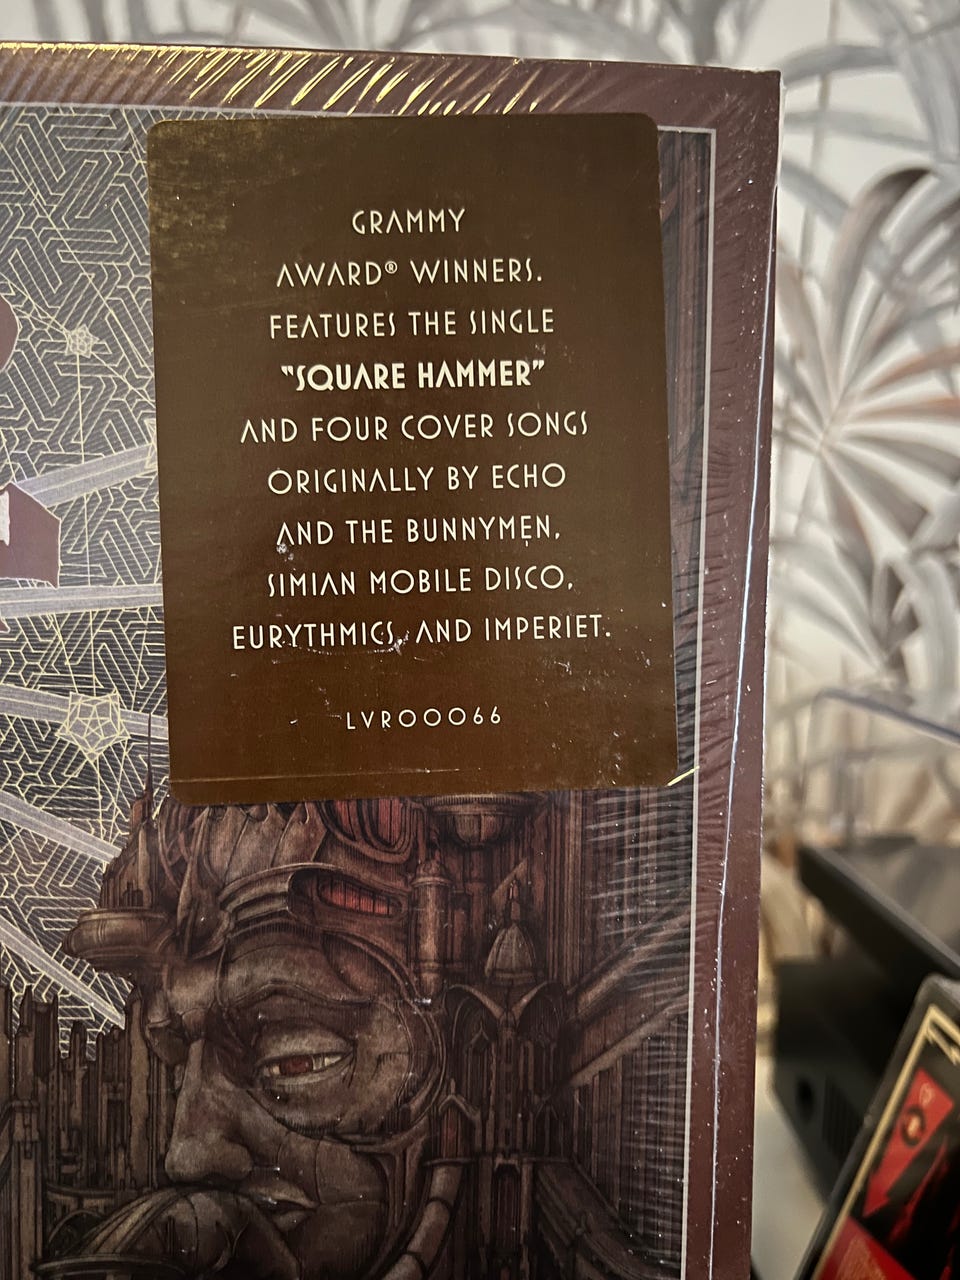 GRAMMY
AWARD® WINNERS.
FEATURES THE SINGLE
"SQUARE HAMMER"
AND FOUR COVER SONGS
ORIGINALLY BY ECHO
AND THE BUNNYMEN,
SIMIAN MOBILE DISCO,
EURYTHMICS, AND IMPERIET.
LVR00066